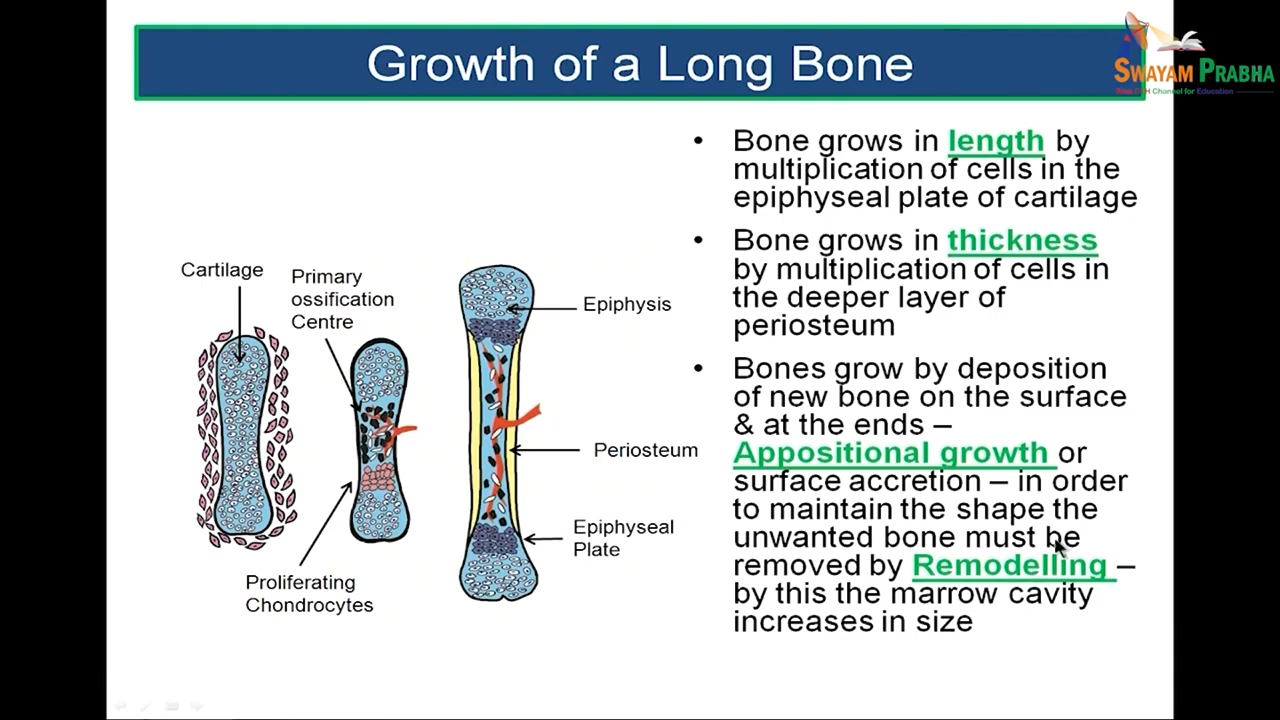 Growth of a Long Bone
SWAYAM PRABHA
Channel for Education
• Bone grows in length by
multiplication of cells in the
epiphyseal plate of cartilage
• Bone grows in thickness
by multiplication of cells in
the deeper layer of
periosteum
• Bones grow by deposition
of new bone on the surface
& at the ends –
Appositional growth or
surface accretion – in order
to maintain the shape the
unwanted bone must be
removed by Remodelling –
by this the marrow cavity
increases in size
Cartilage
Primary
ossification
Centre
Proliferating
Chondrocytes
Epiphysis
Periosteum
Epiphyseal
Plate